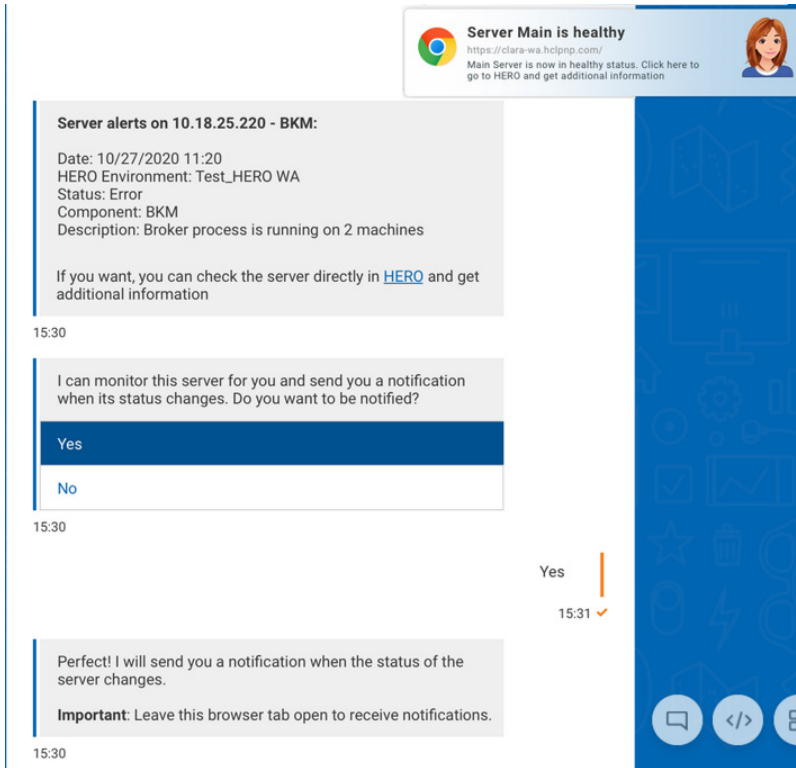 Server Main is healthy
https://clara-wa.hclpnp.com/
Main Server is now in healthy status. Click here to
go to HERO and get additional information
Server alerts on 10.18.25.220 - BKM:
Date: 10/27/2020 11:20
HERO Environment: Test_HERO WA
Status: Error
Component: BKM
Description: Broker process is running on 2 machines
If you want, you can check the server directly in HERO and get
additional information
15:30
I can monitor this server for you and send you a notification
when its status changes. Do you want to be notified?
Yes
No
15:30
Yes
15:31
Perfect! I will send you a notification when the status of the
server changes.
Important: Leave this browser tab open to receive notifications.
15:30